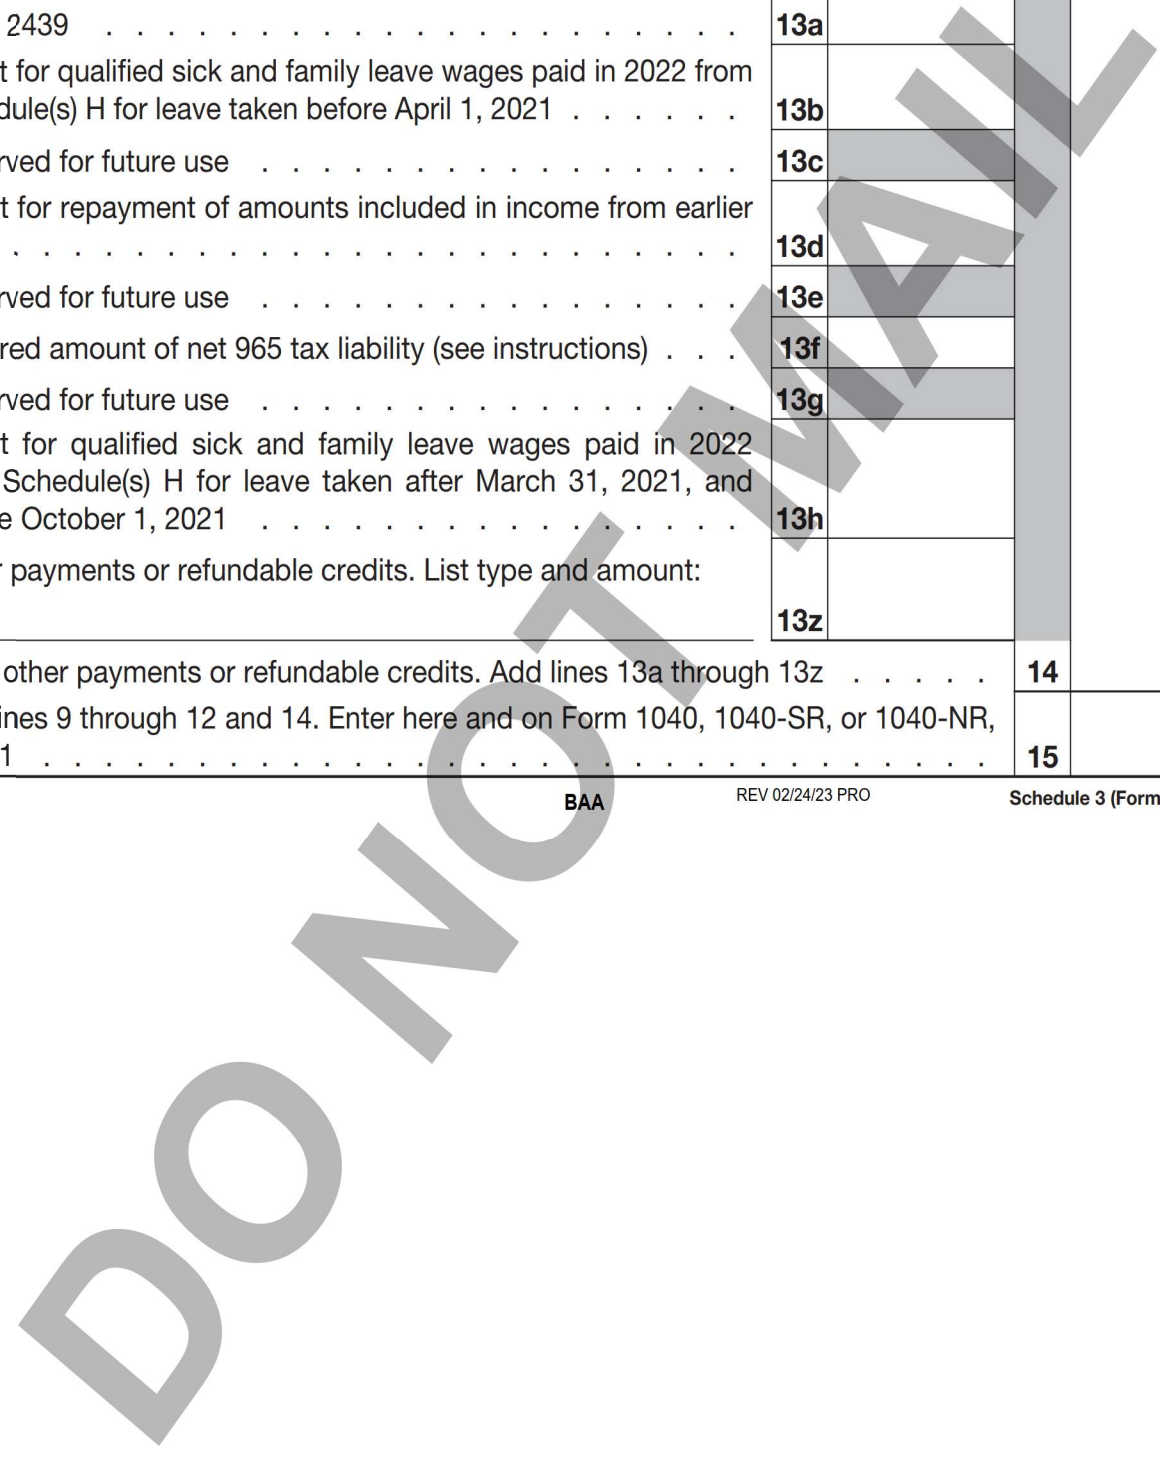 2439 . . . . . . . . . . . . . . . . . . . . . 13a
t for qualified sick and family leave wages paid in 2022 from
dule(s) H for leave taken before April 1, 2021 . . . . . . 13b
rved for future use . . . . . . . . . . . . . . . . 13c
t for repayment of amounts included in income from earlier
. . . . . . . . . . . . . . . . . . . . . . . . 13d
rved for future use . . . . . . . . . . . . . . . . 13e
red amount of net 965 tax liability (see instructions) . . . 13f
rved for future use . . . . . . . . . . . . . . . . 13g
t for qualified sick and family leave wages paid in 2022
Schedule(s) H for leave taken after March 31, 2021, and
e October 1, 2021 . . . . . . . . . . . . . . . . 13h
r payments or refundable credits. List type and amount:
13z
other payments or refundable credits. Add lines 13a through 13z . . . . . 14
ines 9 through 12 and 14. Enter here and on Form 1040, 1040-SR, or 1040-NR,
1 . . . . . . . . . . . . . . . . . . . . . . . . . . . . . . . 15
BAA REV 02/24/23 PRO Schedule 3 (Form
DO NOT MAIL